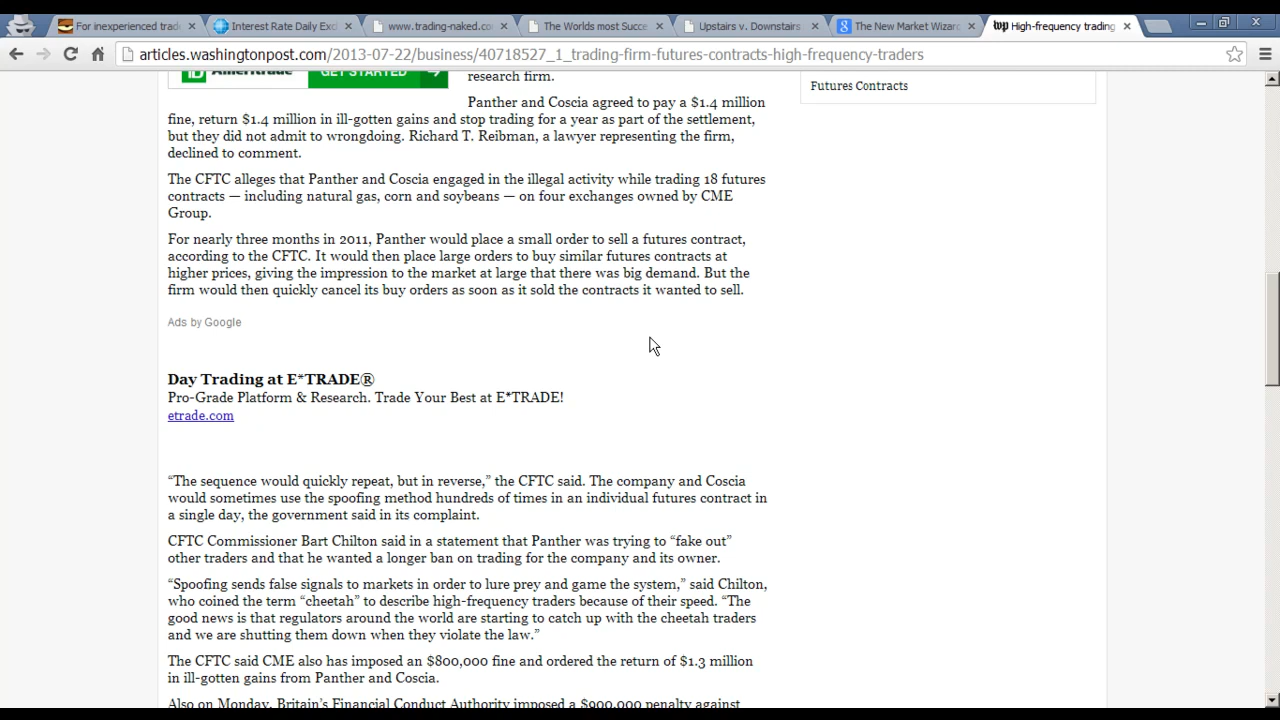 For inexperienced trad
Interest Rate Daily Exc
www.trading-naked.co
The Worlds most Succe
Upstairs v. Downstairs
The New Market Wizard
High-frequency trading
articles.washingtonpost.com/2013-07-22/business/40718527_1_trading-firm-futures-contracts-high-frequency-traders
Ameritrade
GET STARTED
research firm.
Futures Contracts
Panther and Coscia agreed to pay a $1.4 million
fine, return $1.4 million in ill-gotten gains and stop trading for a year as part of the settlement,
but they did not admit to wrongdoing. Richard T. Reibman, a lawyer representing the firm,
declined to comment.
The CFTC alleges that Panther and Coscia engaged in the illegal activity while trading 18 futures
contracts — including natural gas, corn and soybeans — on four exchanges owned by CME
Group.
For nearly three months in 2011, Panther would place a small order to sell a futures contract,
according to the CFTC. It would then place large orders to buy similar futures contracts at
higher prices, giving the impression to the market at large that there was big demand. But the
firm would then quickly cancel its buy orders as soon as it sold the contracts it wanted to sell.
Ads by Google
Day Trading at E*TRADE®
Pro-Grade Platform & Research. Trade Your Best at E*TRADE!
etrade.com
“The sequence would quickly repeat, but in reverse,” the CFTC said. The company and Coscia
would sometimes use the spoofing method hundreds of times in an individual futures contract in
a single day, the government said in its complaint.
CFTC Commissioner Bart Chilton said in a statement that Panther was trying to “fake out”
other traders and that he wanted a longer ban on trading for the company and its owner.
“Spoofing sends false signals to markets in order to lure prey and game the system,” said Chilton,
who coined the term “cheetah” to describe high-frequency traders because of their speed. “The
good news is that regulators around the world are starting to catch up with the cheetah traders
and we are shutting them down when they violate the law.”
The CFTC said CME also has imposed an $800,000 fine and ordered the return of $1.3 million
in ill-gotten gains from Panther and Coscia.
Also on Monday, Britain’s Financial Conduct Authority imposed a $900,000 penalty against